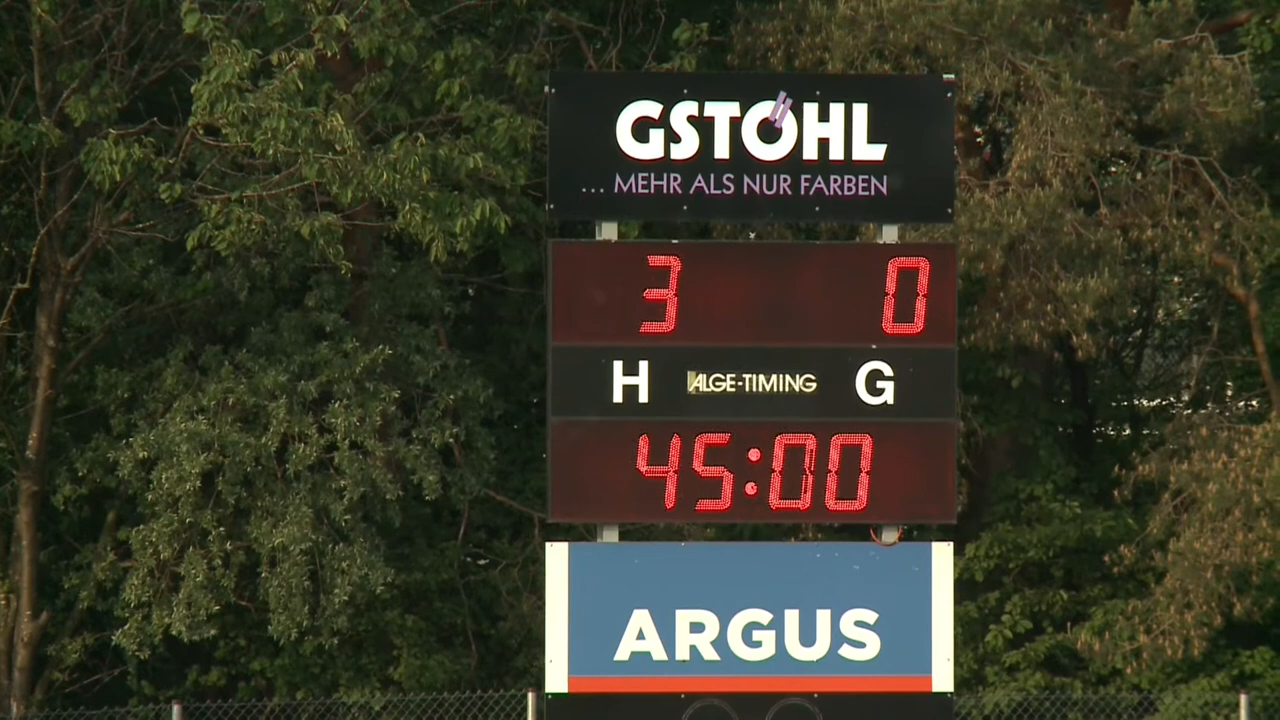 GSTÖHL
... MEHR ALS NUR FARBEN
3 0
H ALGE-TIMING G
45:00
ARGUS